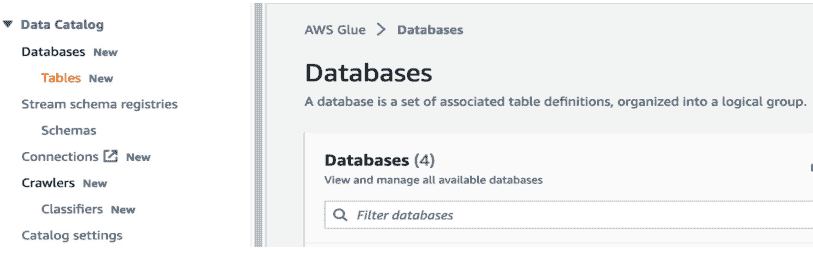 Data Catalog
Databases New
Tables New
Stream schema registries
Schemas
Connections New
Crawlers New
Classifiers New
Catalog settings
AWS Glue > Databases
Databases
A database is a set of associated table definitions, organized into a logical group.
Databases (4)
View and manage all available databases
Filter databases